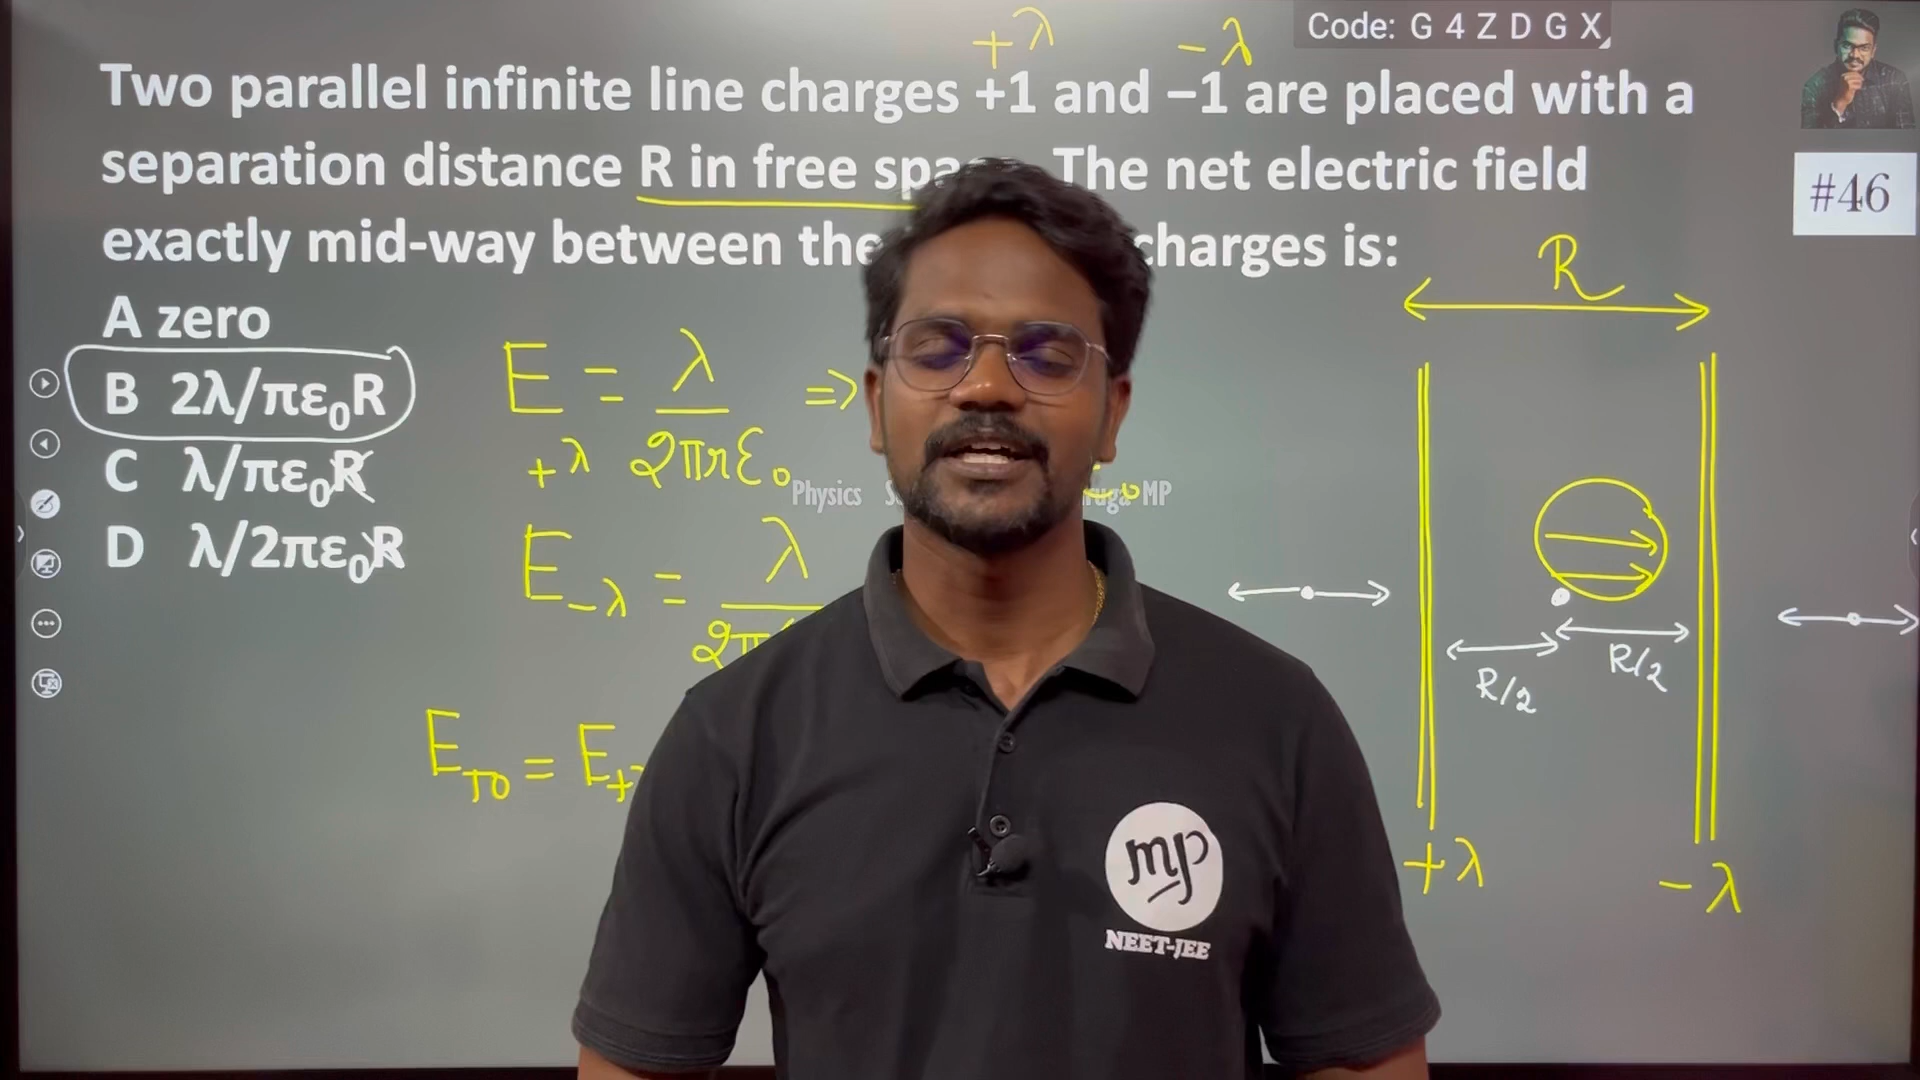 Code: G 4 Z D G X
+λ -λ
Two parallel infinite line charges +1 and −1 are placed with a
separation distance R in free The net electric field
exactly mid-way between the charges is:
#46
R
A zero
B 2λ/πε₀R
C λ/πε₀R
D λ/2πε₀R
E = λ/2πrε₀ =>
+λ
Physics MP
E-λ = λ
R/2 R/2
E = E+
mp
NEET-JEE
+λ -λ